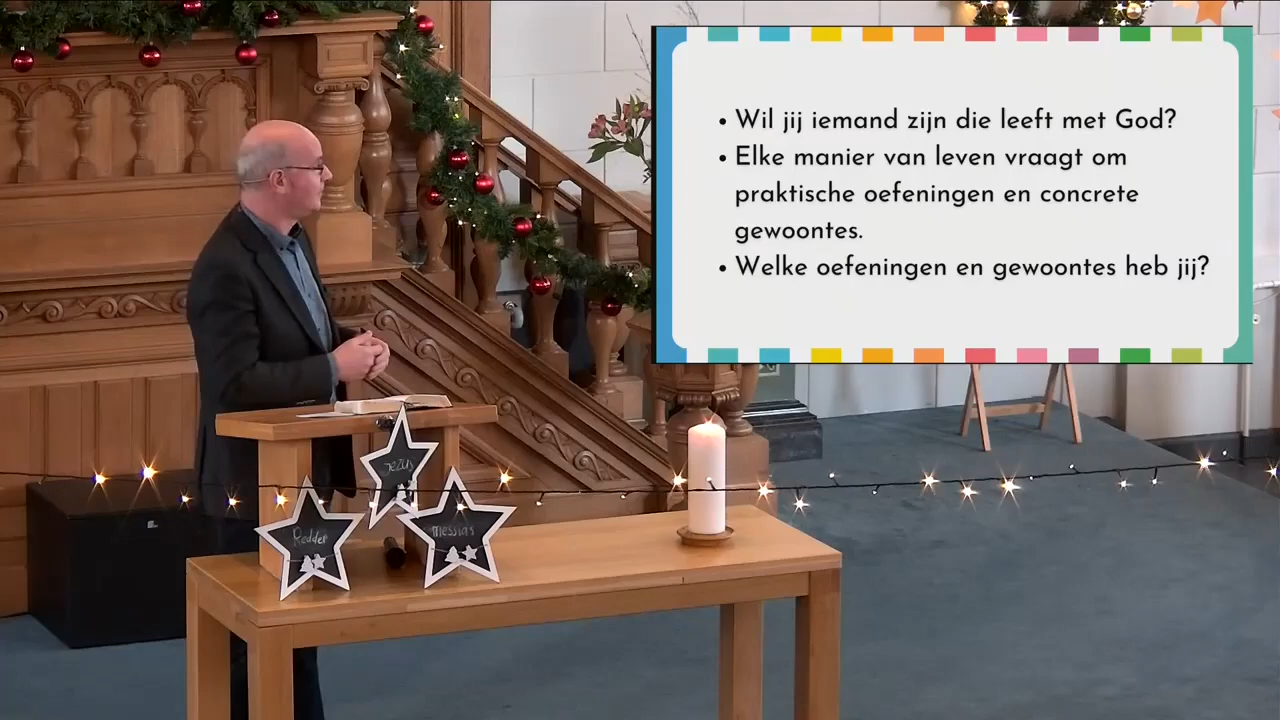 • Wil jij iemand zijn die leeft met God?
• Elke manier van leven vraagt om
praktische oefeningen en concrete
gewoontes.
• Welke oefeningen en gewoontes heb jij?
Jezus
Redder
Messias